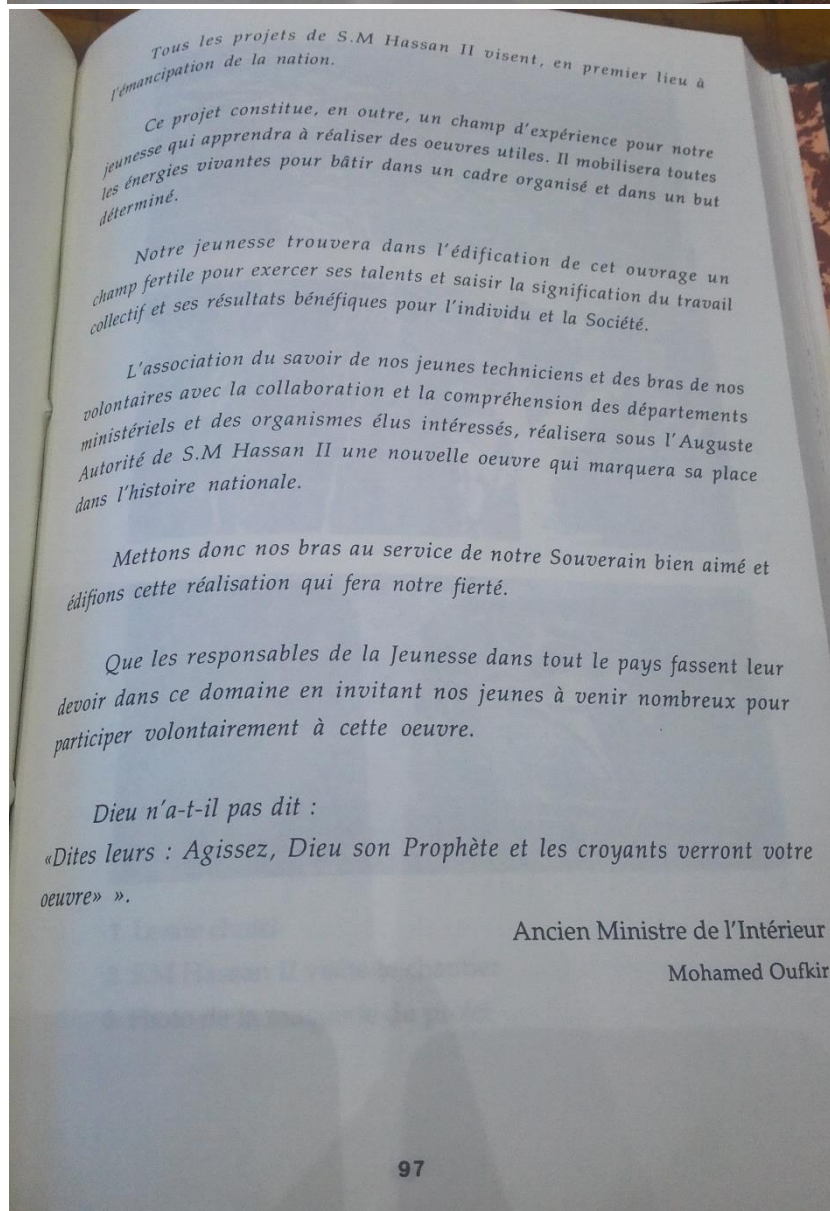 Tous les projets de S.M Hassan II visent, en premier lieu à
l'émancipation de la nation.
Ce projet constitue, en outre, un champ d'expérience pour notre
jeunesse qui apprendra à réaliser des oeuvres utiles. Il mobilisera toutes
les énergies vivantes pour bâtir dans un cadre organisé et dans un but
déterminé.
Notre jeunesse trouvera dans l'édification de cet ouvrage un
champ fertile pour exercer ses talents et saisir la signification du travail
collectif et ses résultats bénéfiques pour l'individu et la Société.
L'association du savoir de nos jeunes techniciens et des bras de nos
volontaires avec la collaboration et la compréhension des départements
ministériels et des organismes élus intéressés, réalisera sous l'Auguste
Autorité de S.M Hassan II une nouvelle oeuvre qui marquera sa place
dans l'histoire nationale.
Mettons donc nos bras au service de notre Souverain bien aimé et
édifions cette réalisation qui fera notre fierté.
Que les responsables de la Jeunesse dans tout le pays fassent leur
devoir dans ce domaine en invitant nos jeunes à venir nombreux pour
participer volontairement à cette oeuvre.
Dieu n'a-t-il pas dit :
«Dites leurs : Agissez, Dieu son Prophète et les croyants verront votre
oeuvre» ».
Ancien Ministre de l'Intérieur
Mohamed Oufkir
97